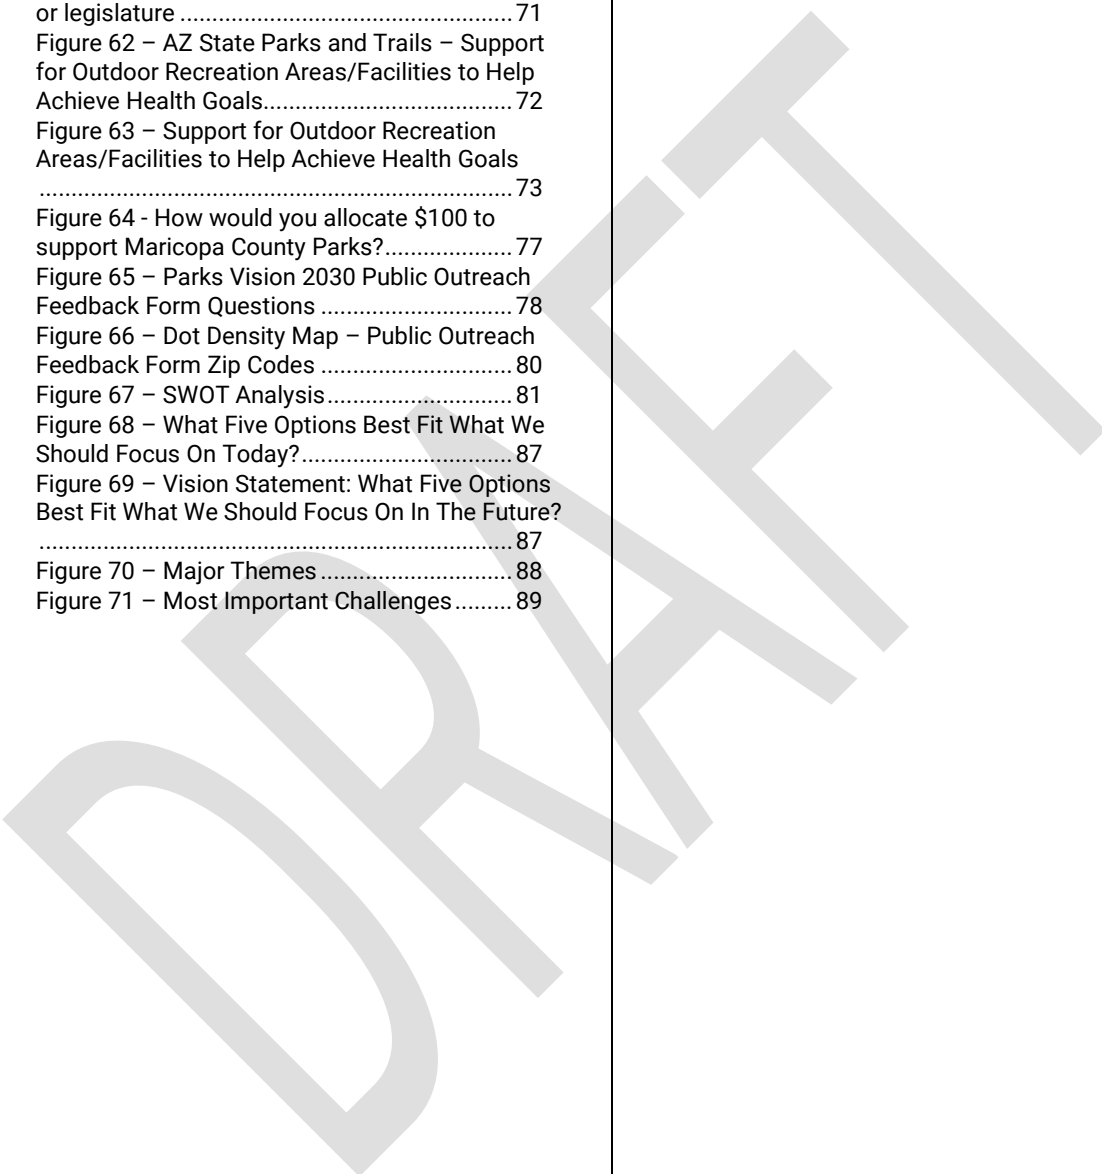 or legislature ....................................................71
Figure 62 – AZ State Parks and Trails – Support
for Outdoor Recreation Areas/Facilities to Help
Achieve Health Goals.......................................72
Figure 63 – Support for Outdoor Recreation
Areas/Facilities to Help Achieve Health Goals
..........................................................................73
Figure 64 - How would you allocate $100 to
support Maricopa County Parks?....................77
Figure 65 – Parks Vision 2030 Public Outreach
Feedback Form Questions ..............................78
Figure 66 – Dot Density Map – Public Outreach
Feedback Form Zip Codes ..............................80
Figure 67 – SWOT Analysis.............................81
Figure 68 – What Five Options Best Fit What We
Should Focus On Today?.................................87
Figure 69 – Vision Statement: What Five Options
Best Fit What We Should Focus On In The Future?
..........................................................................87
Figure 70 – Major Themes..............................88
Figure 71 – Most Important Challenges.........89
DRAFT